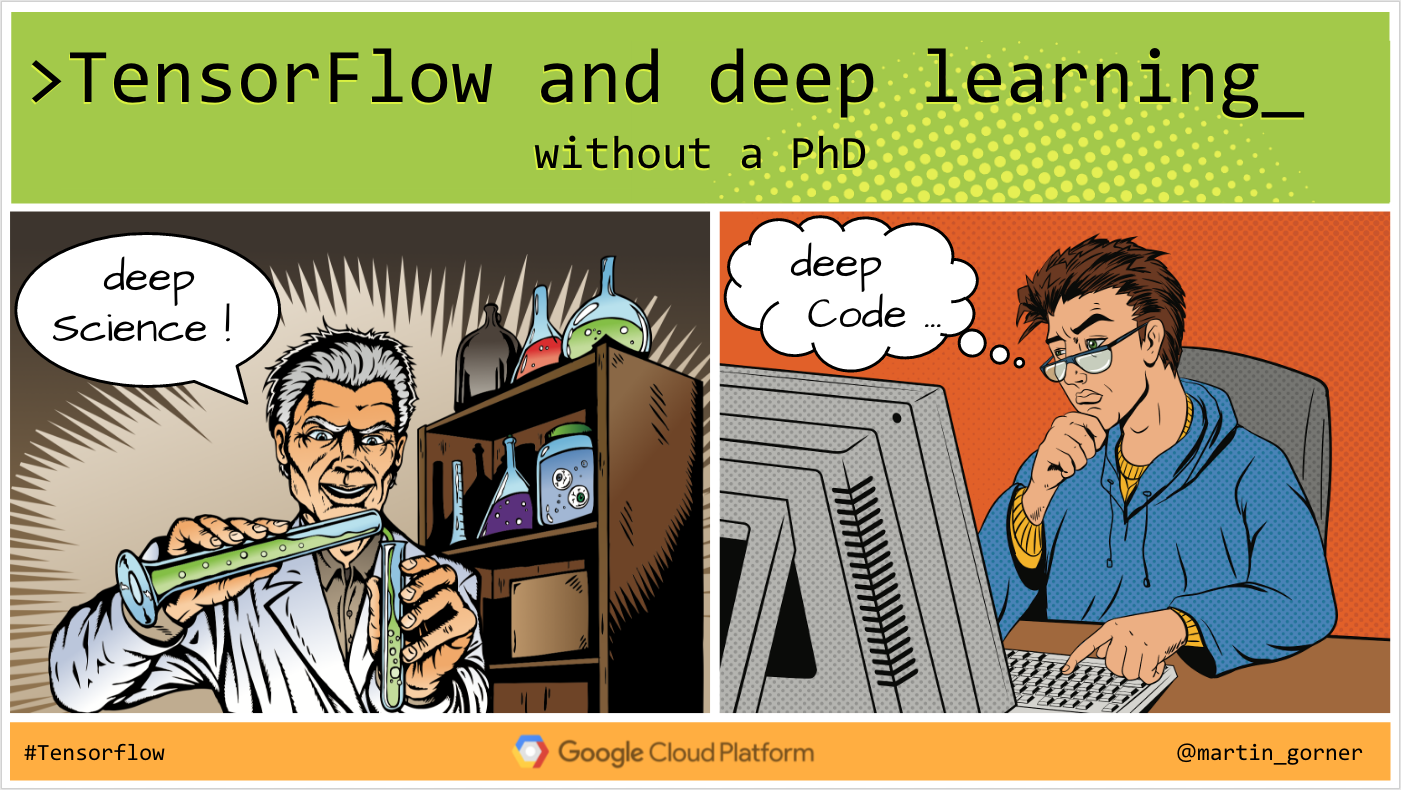 >TensorFlow and deep learning_
without a PhD
deep
Science !
deep
Code ...
#Tensorflow
Google Cloud Platform
@martin_gorner